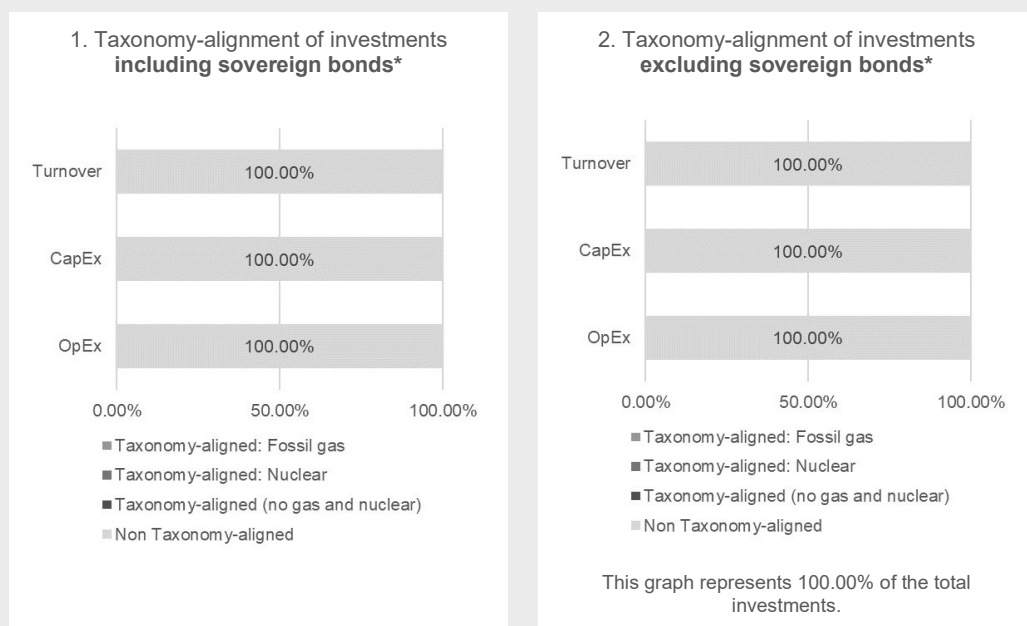 1. Taxonomy-alignment of investments
including sovereign bonds*
Turnover
100.00%
CapEx
100.00%
OpEx
100.00%
0.00%
50.00%
100.00%
Taxonomy-aligned: Fossil gas
Taxonomy-aligned: Nuclear
Taxonomy-aligned (no gas and nuclear)
Non Taxonomy-aligned
2. Taxonomy-alignment of investments
excluding sovereign bonds*
Turnover
100.00%
CapEx
100.00%
OpEx
100.00%
0.00%
50.00%
100.00%
Taxonomy-aligned: Fossil gas
Taxonomy-aligned: Nuclear
Taxonomy-aligned (no gas and nuclear)
Non Taxonomy-aligned
This graph represents 100.00% of the total
investments.